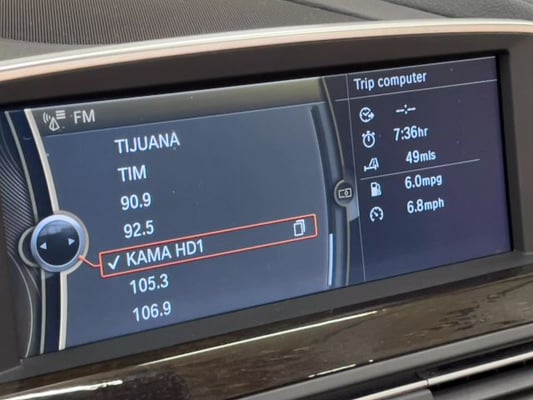 FM
TIJUANA
TIM
90.9
92.5
KAMA HD1
105.3
106.9
Trip computer
--:--
7:36hr
49mls
6.0mpg
6.8mph